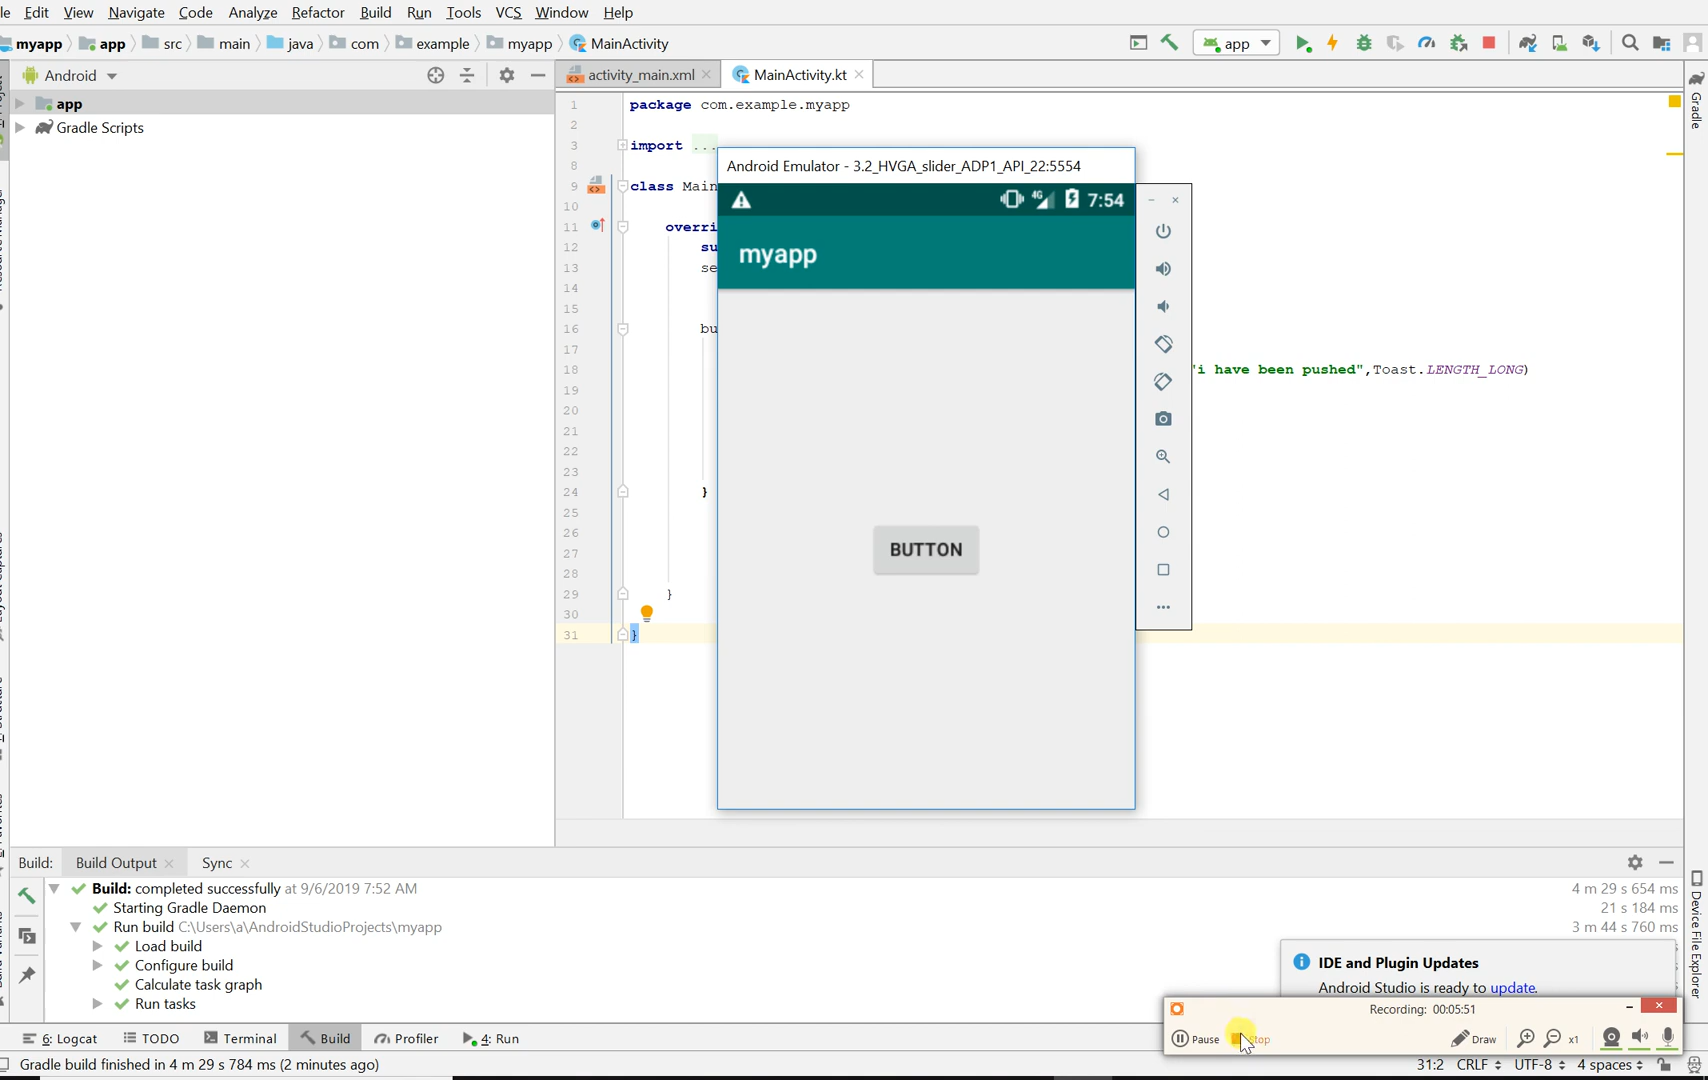 le Edit View Navigate Code Analyze Refactor Build Run Tools VCS Window Help
myapp app src main java com example myapp MainActivity
app
Android
activity_main.xml
MainActivity.kt
app
Gradle Scripts
1 package com.example.myapp
2
3 import ...
8
9 class Main
10
11 overri
12 su
13 se
14
15
16 bu
17
18 i have been pushed",Toast.LENGTH_LONG)
19
20
21
22
23
24 }
25
26
27
28
29 }
30
31 }
Android Emulator - 3.2_HVGA_slider_ADP1_API_22:5554
4G 7:54
myapp
BUTTON
Gradle
Device File Explorer
Build: Build Output Sync
Build: completed successfully at 9/6/2019 7:52 AM 4 m 29 s 654 ms
Starting Gradle Daemon 21 s 184 ms
Run build C:\Users\a\AndroidStudioProjects\myapp 3 m 44 s 760 ms
Load build
Configure build
Calculate task graph
Run tasks
IDE and Plugin Updates
Android Studio is ready to update.
Recording: 00:05:51
Pause Stop Draw x1
6: Logcat TODO Terminal Build Profiler 4: Run
Gradle build finished in 4 m 29 s 784 ms (2 minutes ago)
31:2 CRLF UTF-8 4 spaces